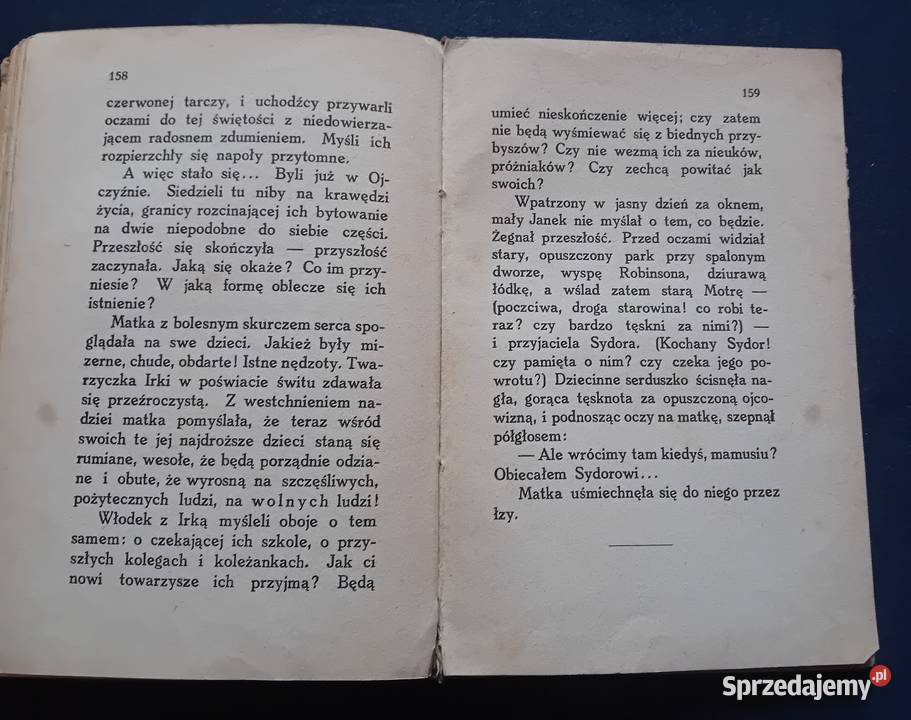 158
czerwonej tarczy, i uchodźcy przywarli
oczami do tej świętości z niedowierza-
jącem radosnem zdumieniem. Myśli ich
rozpierzchły się napoły przytomne.
A więc stało się... Byli już w Oj-
czyźnie. Siedzieli tu niby na krawędzi
życia, granicy rozcinającej ich bytowanie
na dwie niepodobne do siebie części.
Przeszłość się skończyła — przyszłość
zaczynała. Jaką się okaże? Co im przy-
niesie? W jaką formę oblecze się ich
istnienie?
Matka z bolesnym skurczem serca spo-
glądała na swe dzieci. Jakież były mi-
zerne, chude, obdarte! Istne nędzoty. Twa-
rzyczka Irki w poświacie świtu zdawała
się przeźroczystą. Z westchnieniem na-
dziei matka pomyślała, że teraz wśród
swoich te jej najdroższe dzieci staną się
rumiane, wesołe, że będą porządnie odzia-
ne i obute, że wyrosną na szczęśliwych,
pożytecznych ludzi, na wolnych ludzi!
Włodek z Irką myśleli oboje o tem
samem: o czekającej ich szkole, o przy-
szłych kolegach i koleżankach. Jak ci
nowi towarzysze ich przyjmą? Będą
159
umieć nieskończenie więcej; czy zatem
nie będą wyśmiewać się z biednych przy-
byszów? Czy nie wezmą ich za nieuków,
próżniaków? Czy zechcą powitać jak
swoich?
Wpatrzony w jasny dzień za oknem,
mały Janek nie myślał o tem, co będzie.
Żegnał przeszłość. Przed oczami widział
stary, opuszczony park przy spalonym
dworze, wyspę Robinsona, dziurawą
łódkę, a wślad zatem starą Motrę —
(poczciwa, droga starowina! co robi te-
raz? czy bardzo tęskni za nimi?) —
i przyjaciela Sydora. (Kochany Sydor!
czy pamięta o nim? czy czeka jego po-
wrotu?) Dziecinne serduszko ścisnęła na-
gła, gorąca tęsknota za opuszczoną ojco-
wizną, i podnosząc oczy na matkę, szepnął
półgłosem:
— Ale wrócimy tam kiedyś, mamusiu?
Obiecałem Sydorowi...
Matka uśmiechnęła się do niego przez
łzy.
Sprzedajemy.pl